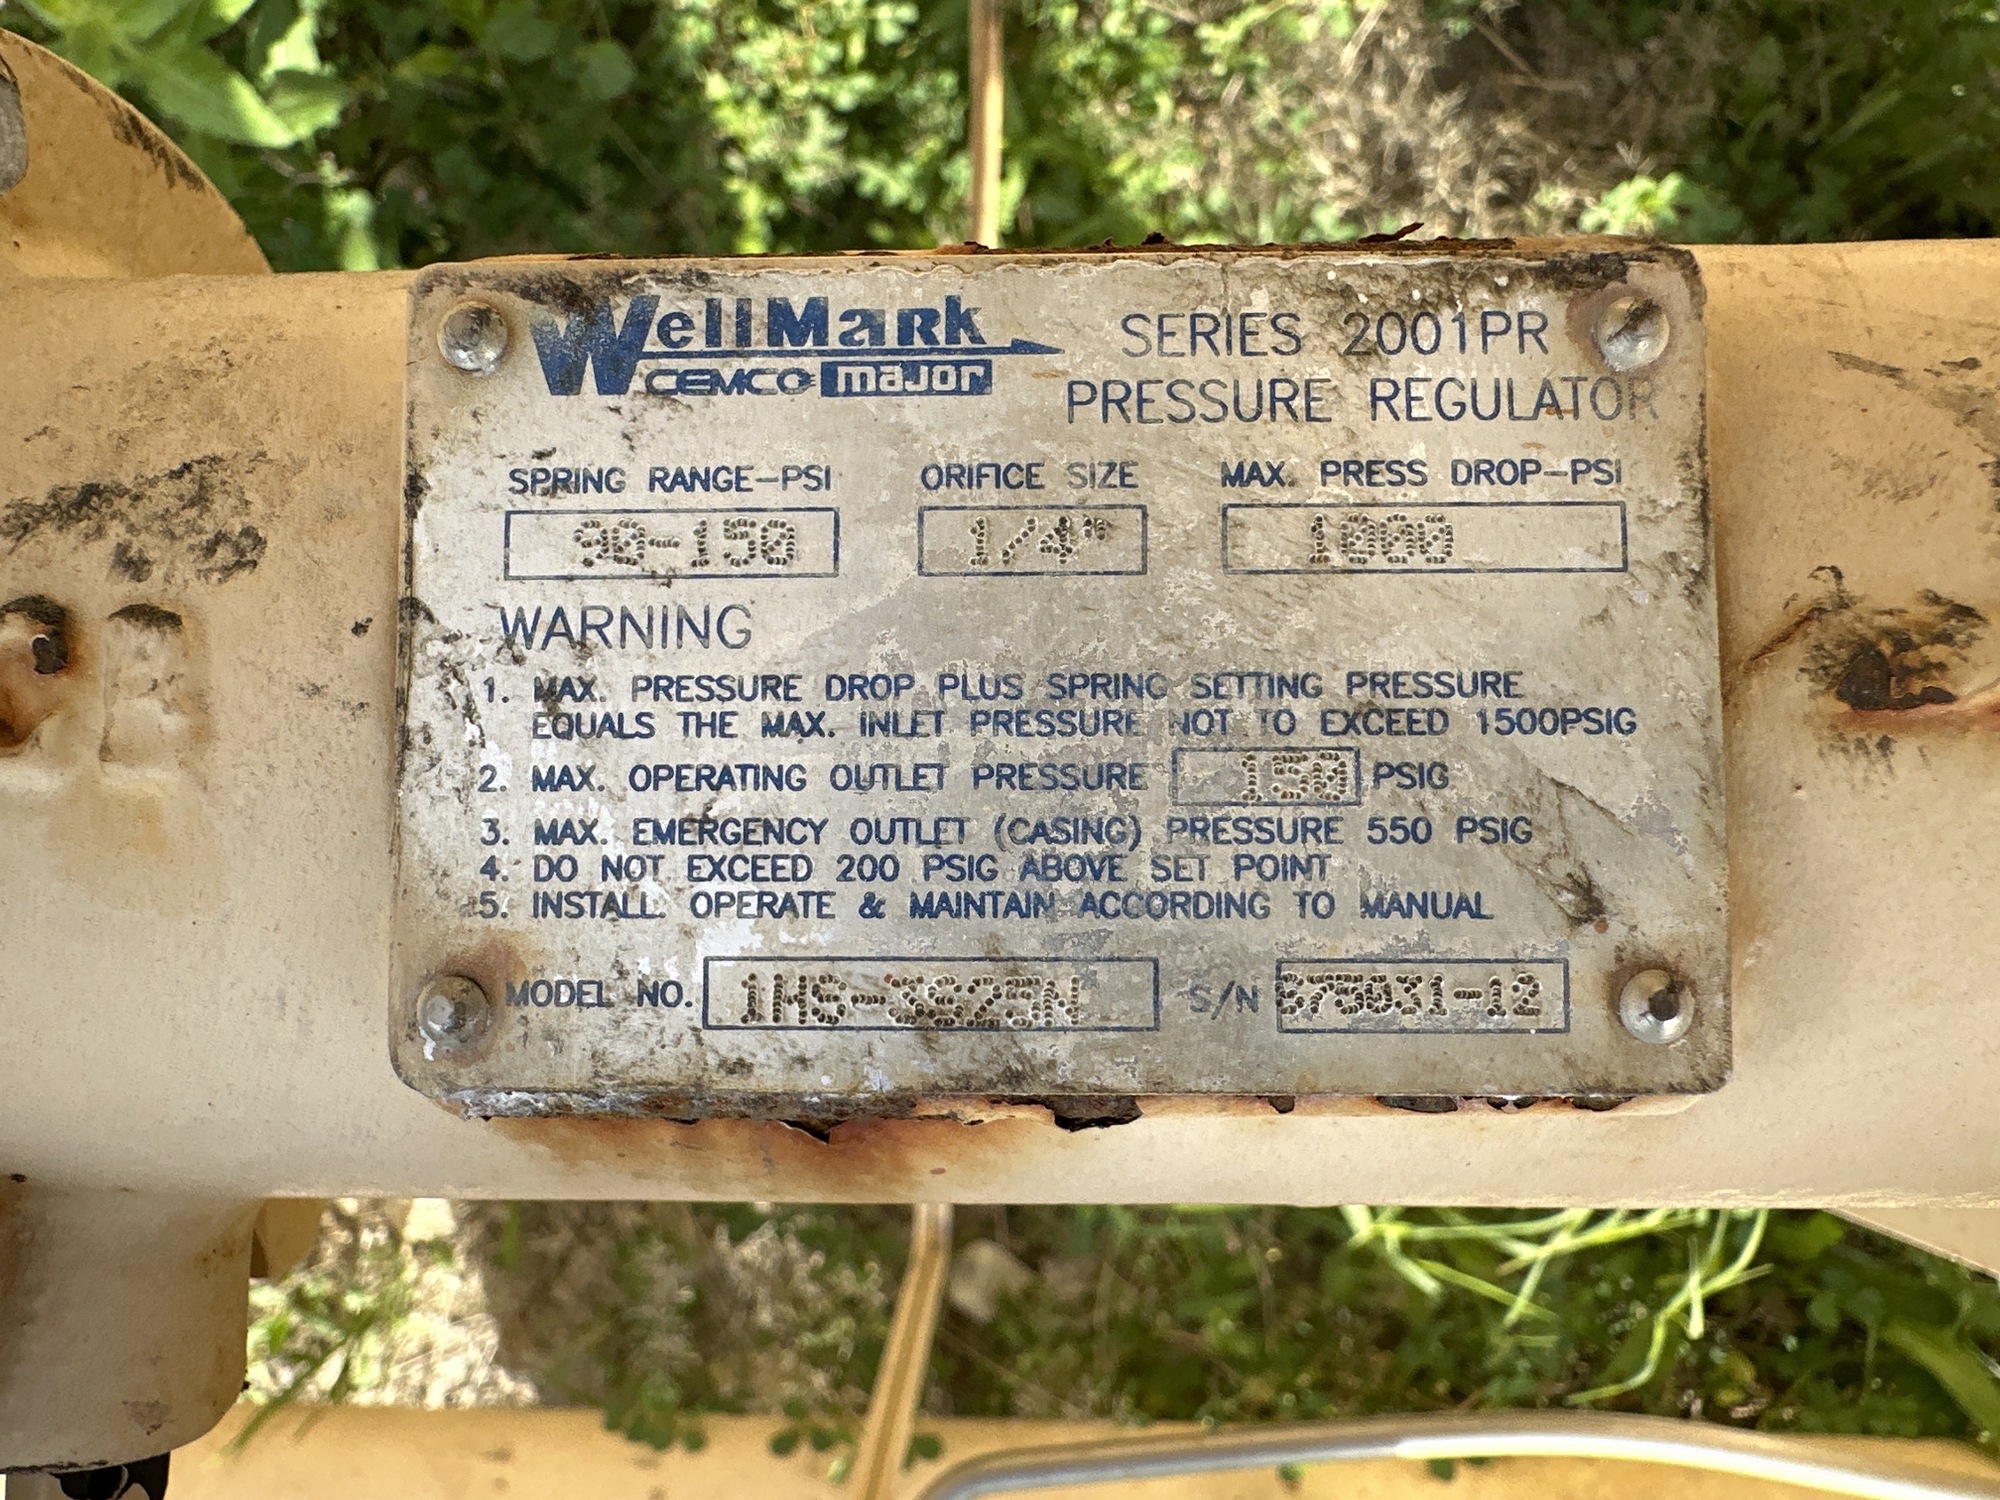 WellMark
CEMCO major
SERIES 2001PR
PRESSURE REGULATOR
SPRING RANGE-PSI ORIFICE SIZE MAX. PRESS DROP-PSI
90-150 1/4" 1000
WARNING
1. MAX. PRESSURE DROP PLUS SPRING SETTING PRESSURE
EQUALS THE MAX. INLET PRESSURE NOT TO EXCEED 1500PSIG
2. MAX. OPERATING OUTLET PRESSURE 150 PSIG
3. MAX. EMERGENCY OUTLET (CASING) PRESSURE 550 PSIG
4. DO NOT EXCEED 200 PSIG ABOVE SET POINT
5. INSTALL. OPERATE & MAINTAIN ACCORDING TO MANUAL
MODEL NO. S/N